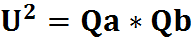 U² = Qa * Qb